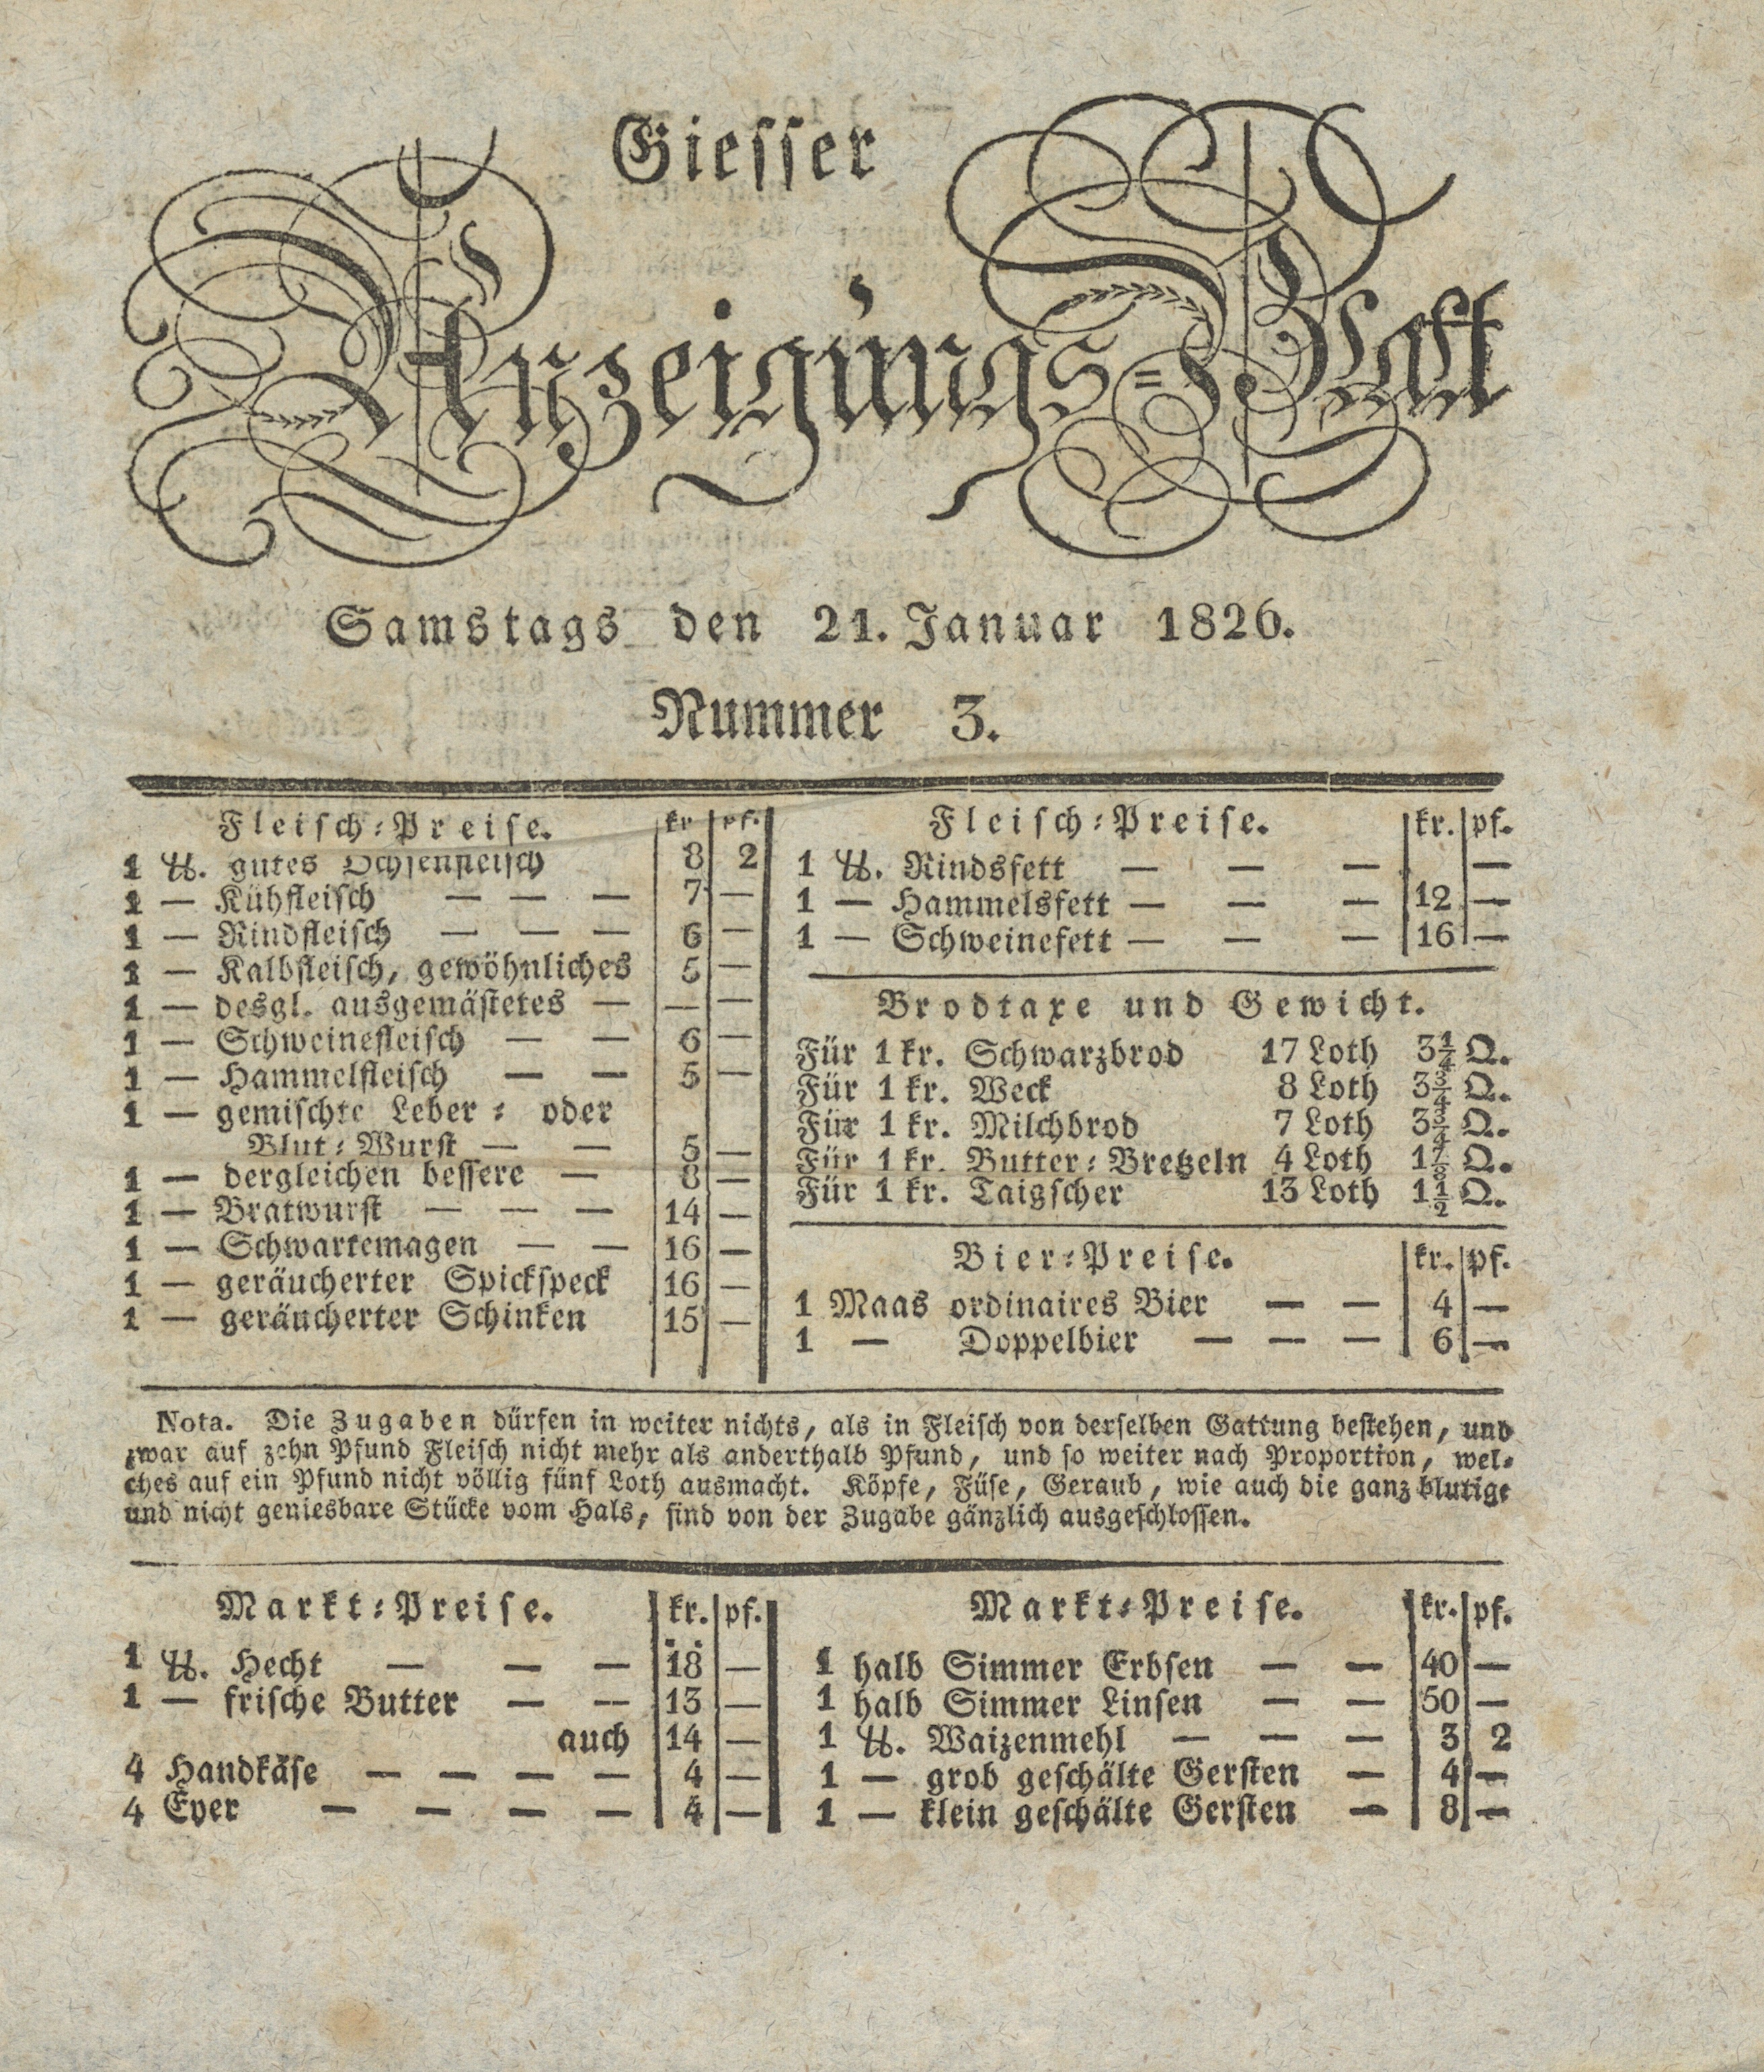 Giesser
Anzeigungs-Blatt
Samstags den 21. Januar 1826.
Nummer 3.
Fleisch-Preise. kr pf.
1 ℔. gutes Ochsenfleisch 8 2
1 — Kühfleisch — — — 7 —
1 — Rindfleisch — — — 6 —
1 — Kalbfleisch, gewöhnliches 5 —
1 — desgl. ausgemästetes — — —
1 — Schweinefleisch — — 6 —
1 — Hammelfleisch — — 5 —
1 — gemischte Leber- oder
Blut-Wurst — — 5 —
1 — dergleichen bessere — 8 —
1 — Bratwurst — — — 14 —
1 — Schwartemagen — — 16 —
1 — geräucherter Spickspeck 16 —
1 — geräucherter Schinken 15 —
Fleisch-Preise. kr. pf.
1 ℔. Rindsfett — — — —
1 — Hammelsfett — — — 12 —
1 — Schweinefett — — — 16 —
Brodtaxe und Gewicht.
Für 1 kr. Schwarzbrod 17 Loth 3¼ Q.
Für 1 kr. Weck 8 Loth 3¾ Q.
Für 1 kr. Milchbrod 7 Loth 3¾ Q.
Für 1 kr. Butter-Bretzeln 4 Loth 1⅞ Q.
Für 1 kr. Taigscher 13 Loth 1½ Q.
Bier-Preise. kr. pf.
1 Maas ordinaires Bier — — 4 —
1 — Doppelbier — — — 6 —
Nota. Die Zugaben dürfen in weiter nichts, als in Fleisch von derselben Gattung bestehen, und
zwar auf zehn Pfund Fleisch nicht mehr als anderthalb Pfund, und so weiter nach Proportion, wel-
ches auf ein Pfund nicht völlig fünf Loth ausmacht. Köpfe, Füse, Geraub, wie auch die ganz blutige
und nicht geniesbare Stücke vom Hals, sind von der Zugabe gänzlich ausgeschlossen.
Markt-Preise. kr. pf.
1 ℔. Hecht — — — 18 —
1 — frische Butter — — 13 —
auch 14 —
4 Handkäse — — — — 4 —
4 Eyer — — — — 4 —
Markt-Preise. kr. pf.
1 halb Simmer Erbsen — — 40 —
1 halb Simmer Linsen — — 50 —
1 ℔. Waizenmehl — — — 3 2
1 — grob geschälte Gersten — 4 —
1 — klein geschälte Gersten — 8 —